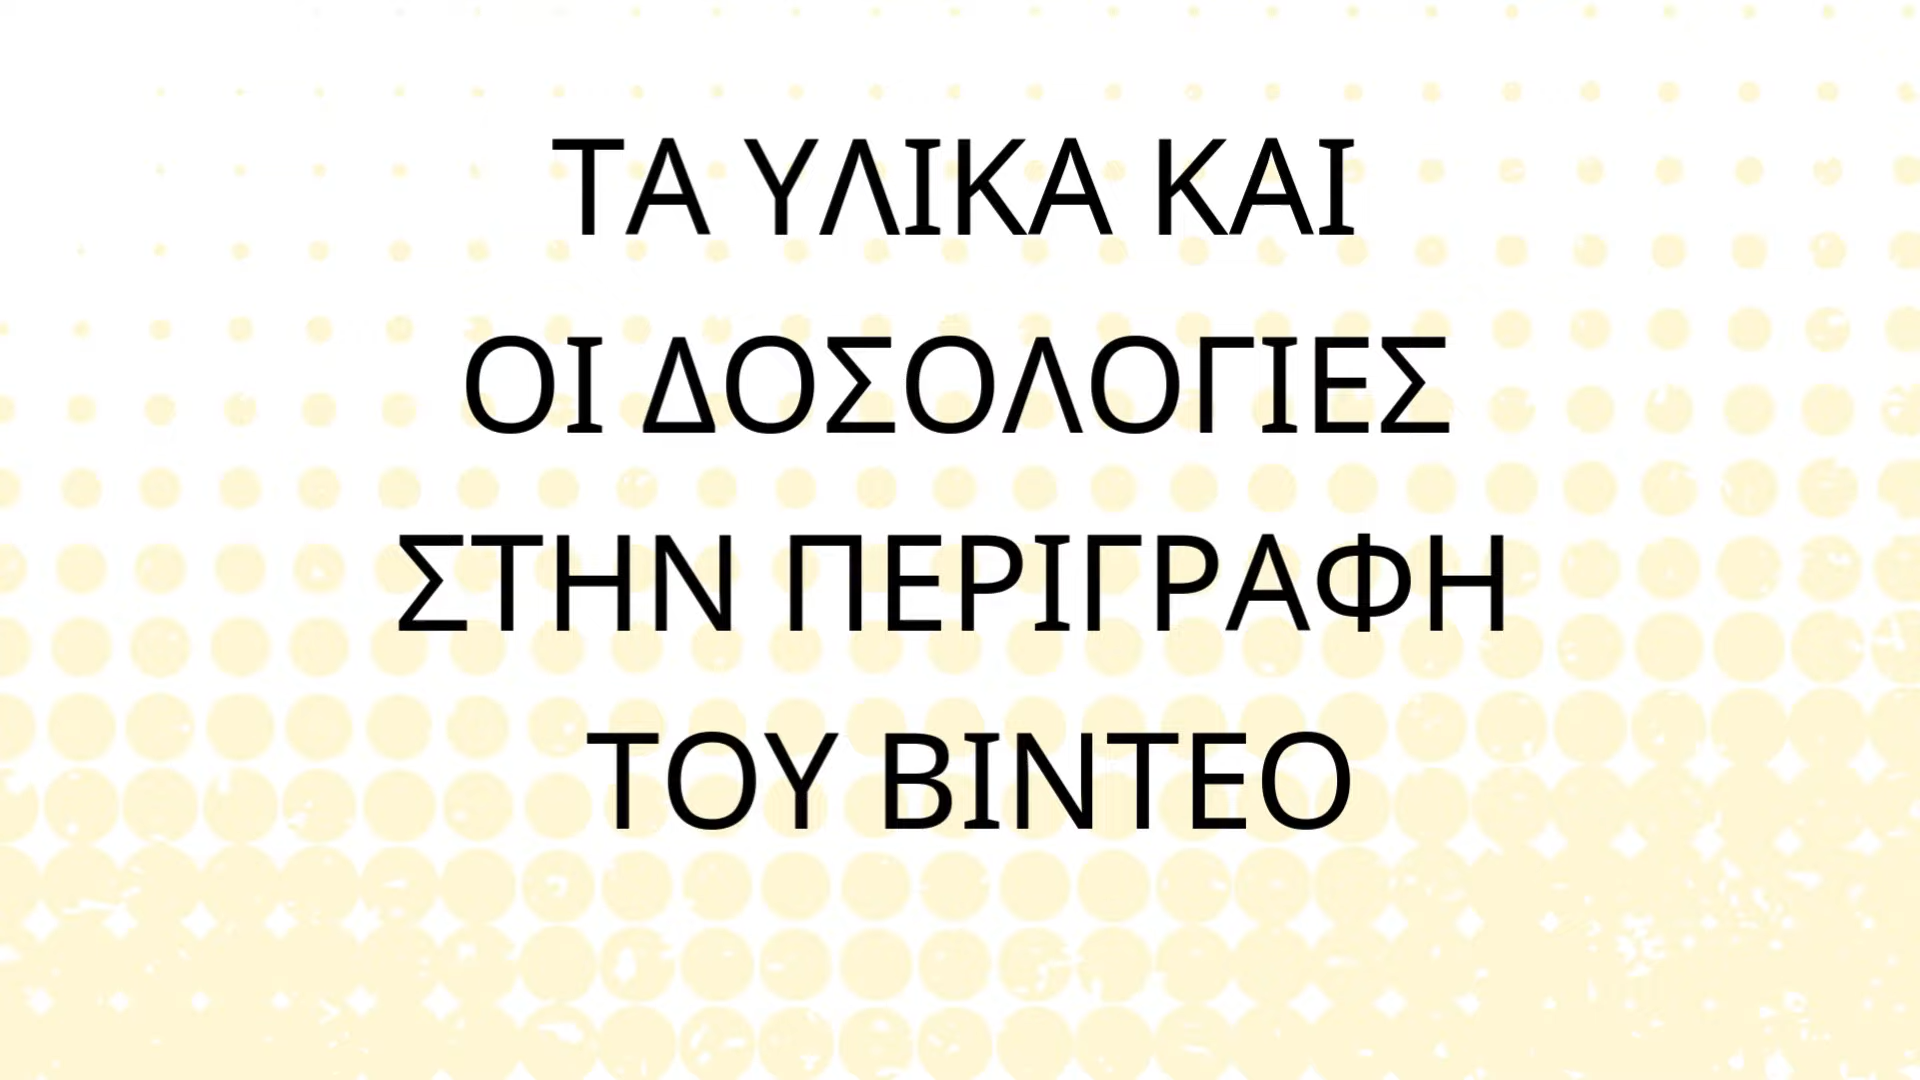 ΤΑ ΥΛΙΚΑ ΚΑΙ
ΟΙ ΔΟΣΟΛΟΓΙΕΣ
ΣΤΗΝ ΠΕΡΙΓΡΑΦΗ
ΤΟΥ ΒΙΝΤΕΟ